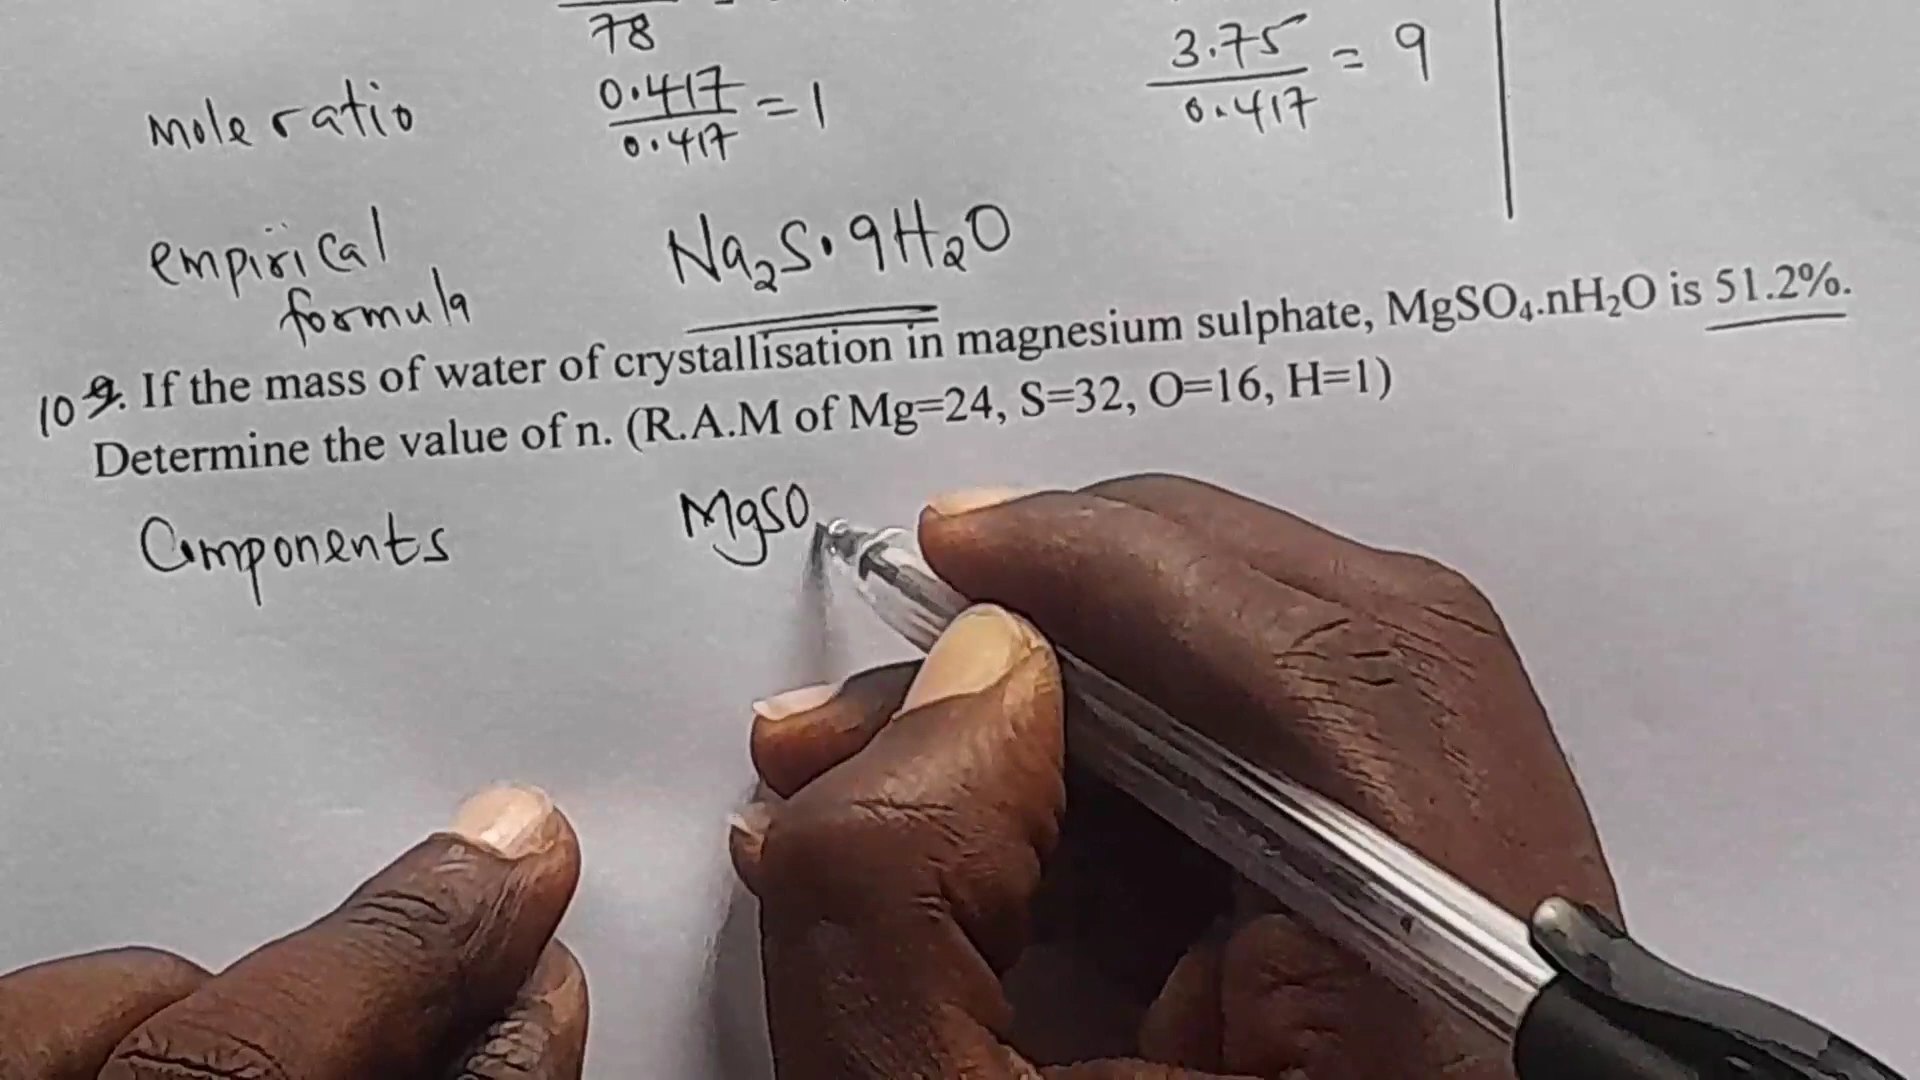 78
mole ratio 0.417/0.417 = 1 3.75/0.417 = 9
empirical formula Na₂S.9H₂O
10 9. If the mass of water of crystallisation in magnesium sulphate, MgSO₄.nH₂O is 51.2%.
Determine the value of n. (R.A.M of Mg=24, S=32, O=16, H=1)
Components MgSO